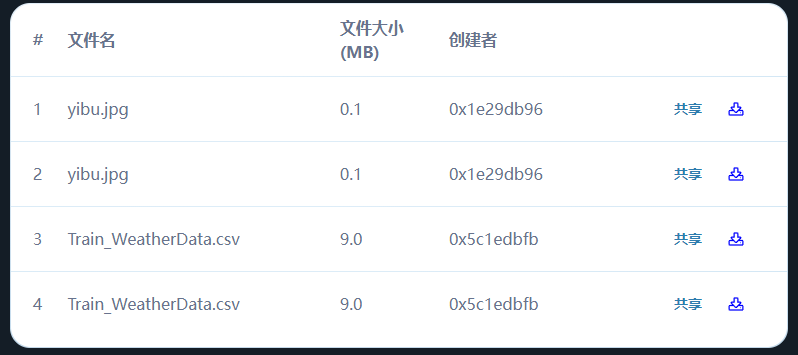 # 文件名 文件大小 (MB) 创建者
1 yibu.jpg 0.1 0x1e29db96 共享
2 yibu.jpg 0.1 0x1e29db96 共享
3 Train_WeatherData.csv 9.0 0x5c1edbfb 共享
4 Train_WeatherData.csv 9.0 0x5c1edbfb 共享